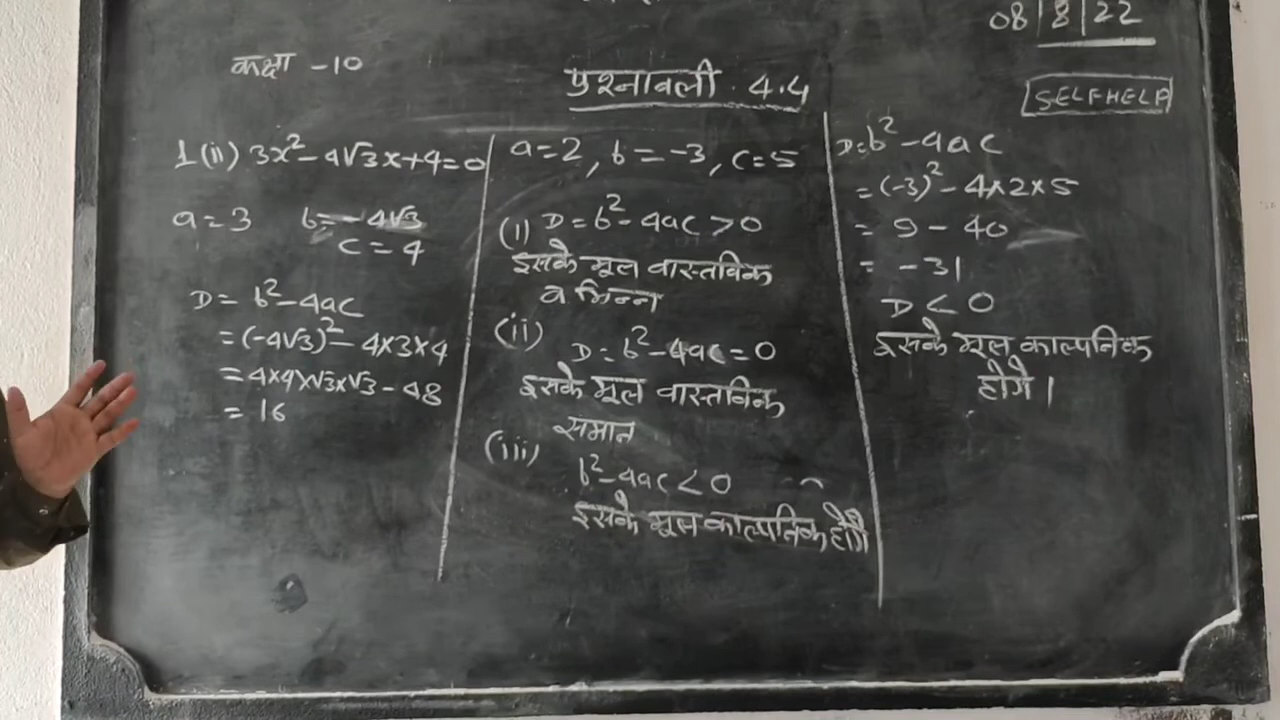 08/8/22
कक्षा -10
प्रश्नावली 4.4
SELFHELP
1(ii) 3x²-4√3x+4=0
a=3 b=-4√3
c=4
D= b²-4ac
=(-4√3)²- 4×3×4
=4×4×√3×√3-48
= 16
a=2, b=-3, c=5
(i) D=b²-4ac>0
इसके मूल वास्तविक
व भिन्न
(ii)
D=b²-4ac=0
इसके मूल वास्तविक
समान
(iii)
b²-4ac<0
इसके मूल काल्पनिक होंगे
D=b²-4ac
=(-3)²-4×2×5
= 9-40
= -31
D<0
इसके मूल काल्पनिक
होंगे।